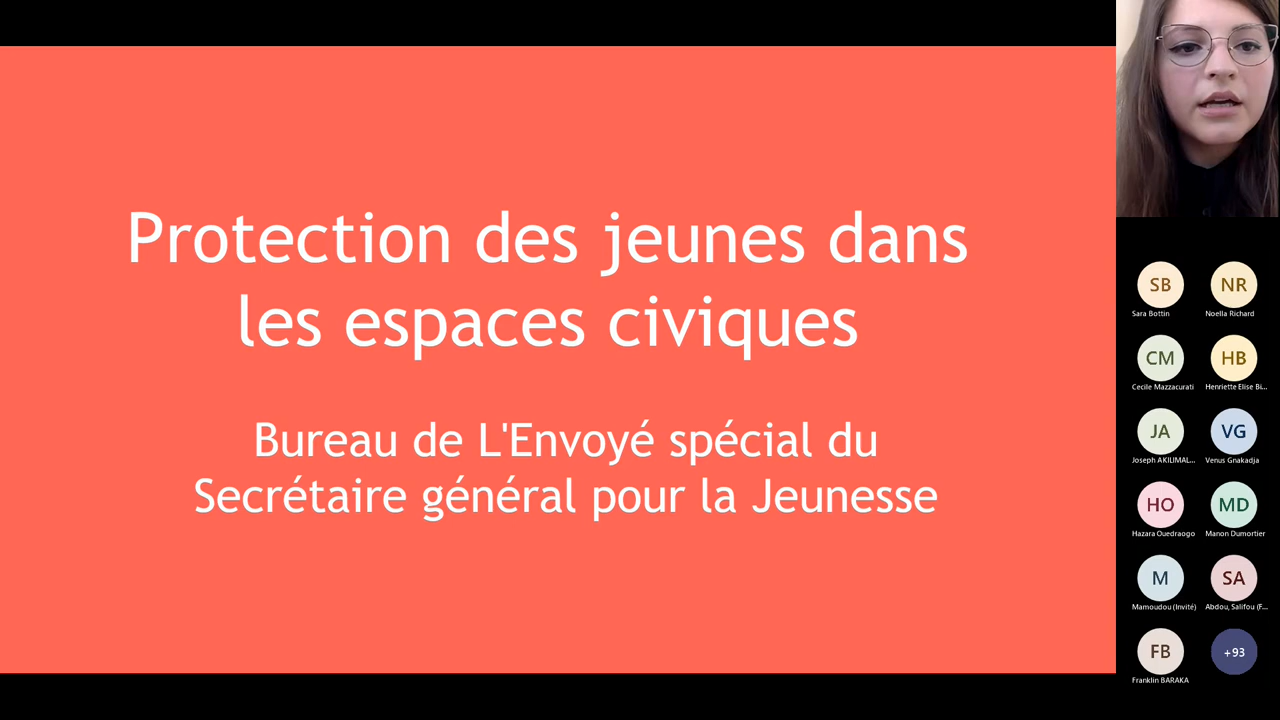 Protection des jeunes dans
les espaces civiques
Bureau de L'Envoyé spécial du
Secrétaire général pour la Jeunesse
SB
NR
Sara Bottin
Noella Richard
CM
HB
Cecile Mazzacurati
Henriette Elise Bi...
JA
VG
Joseph AKILIMAL...
Venus Gnakadja
HO
MD
Hazara Ouedraogo
Manon Dumortier
M
SA
Mamoudou (Invité)
Abdou, Salifou (F...
FB
+93
Franklin BARAKA